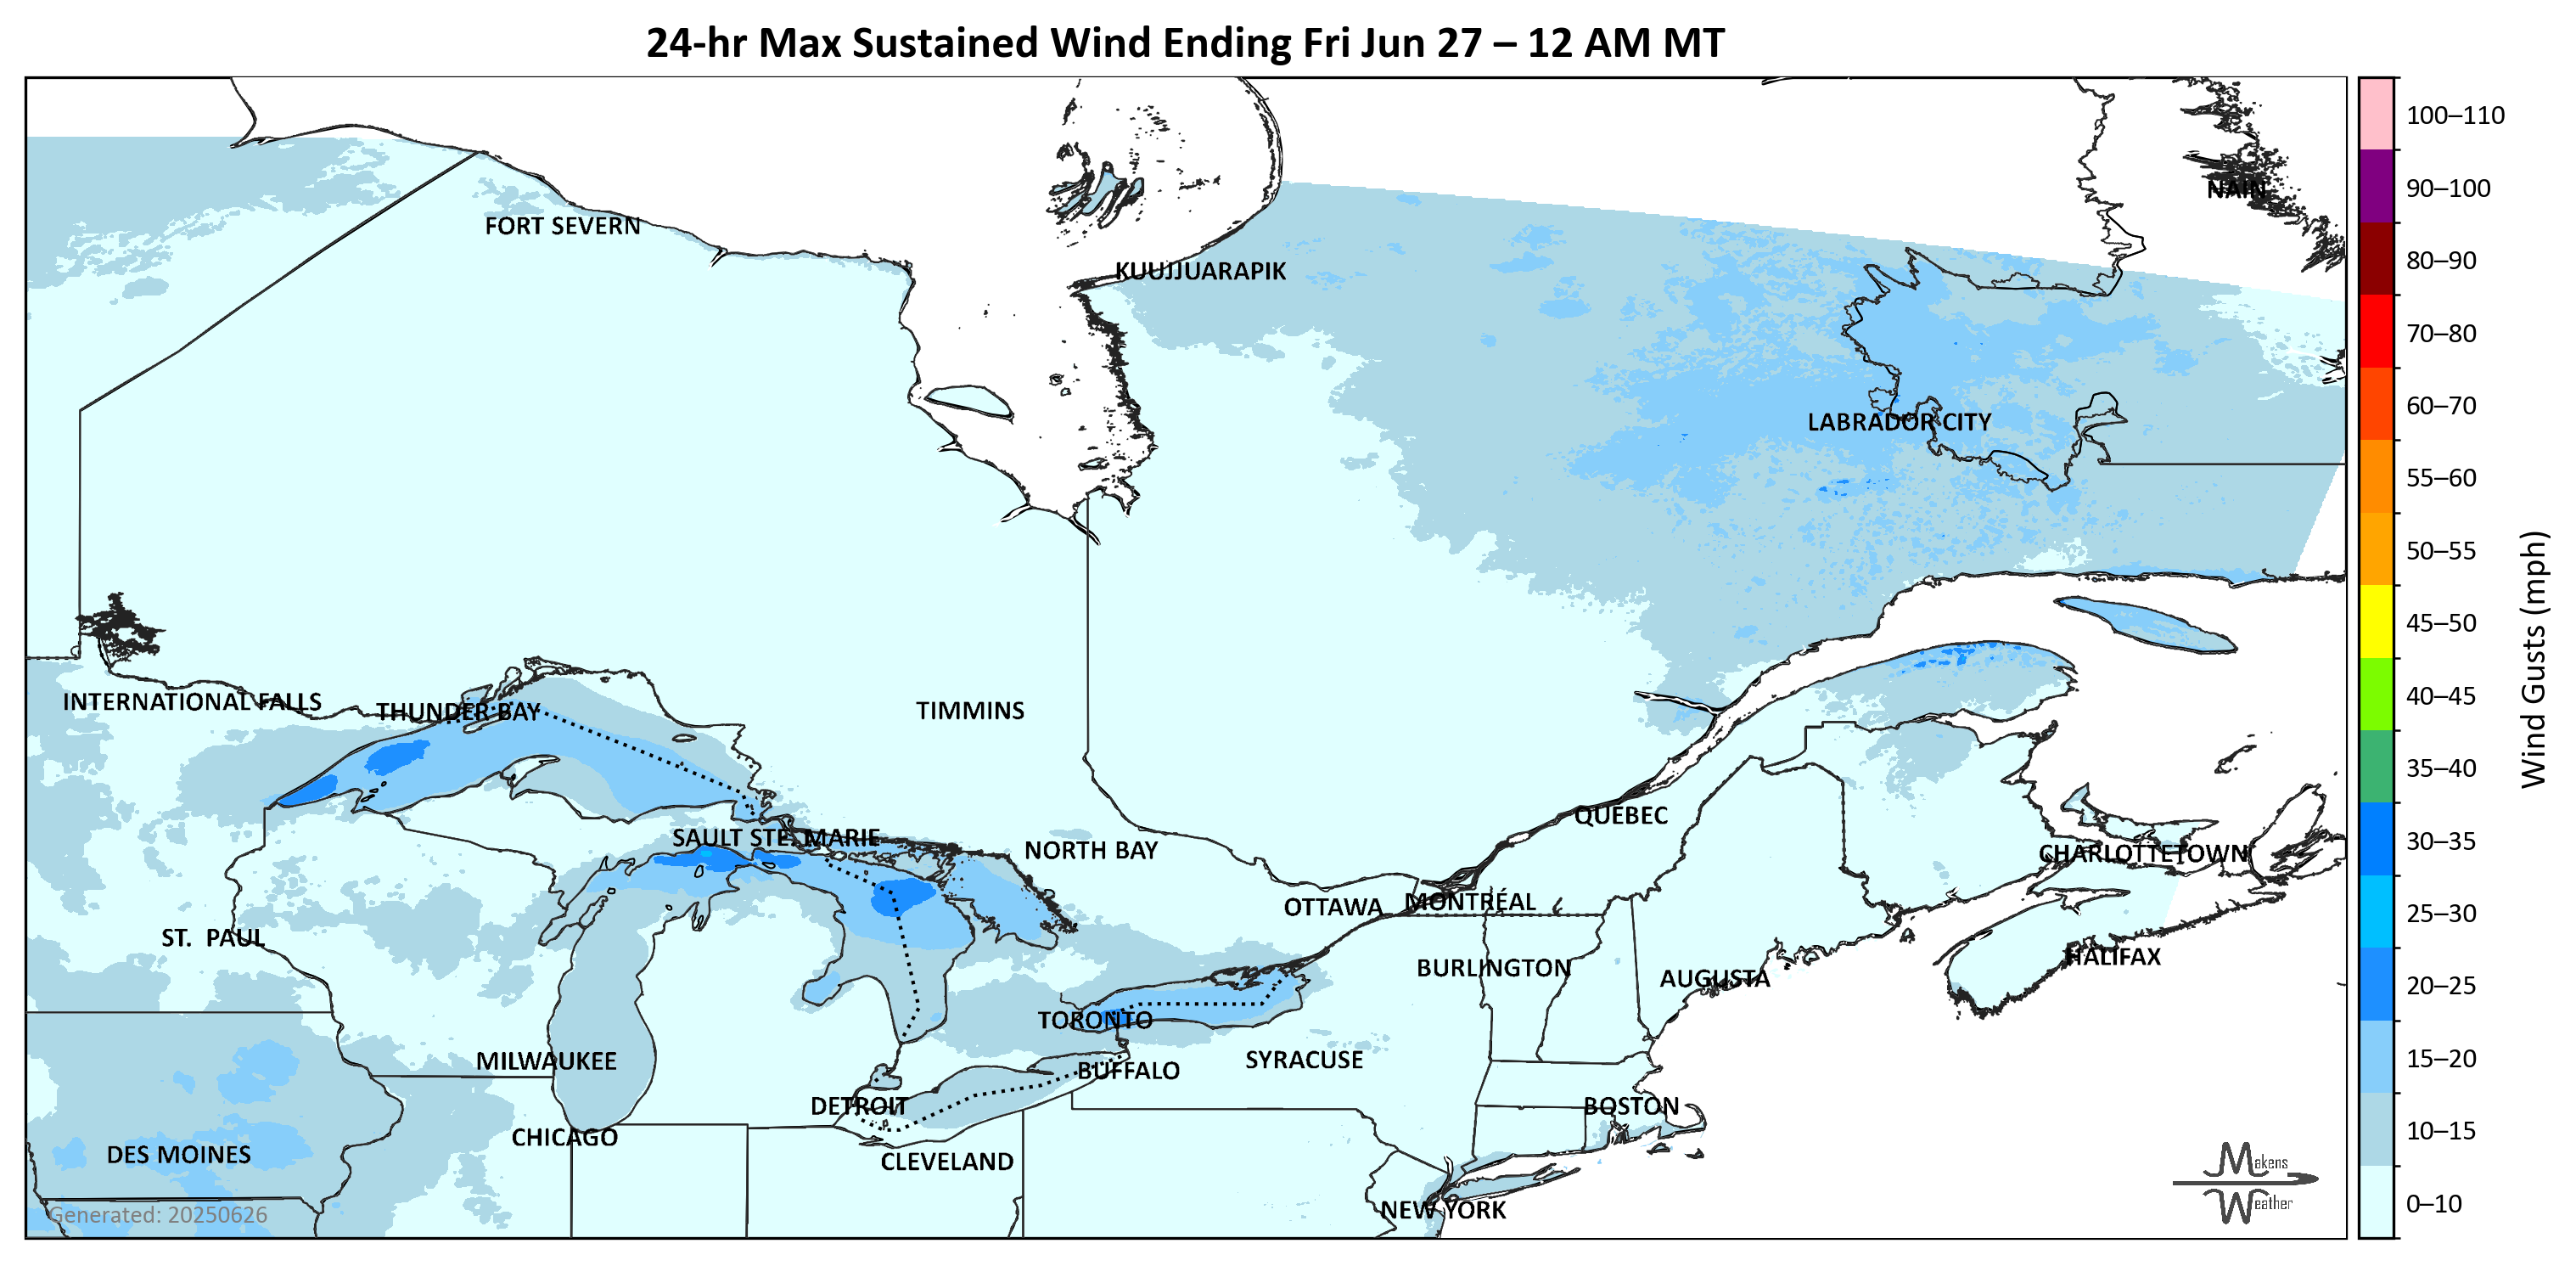 24-hr Max Sustained Wind Ending Fri Jun 27 – 12 AM MT
100–110
90–100
NAIN
FORT SEVERN
80–90
KUUJJUARAPIK
70–80
60–70
LABRADOR CITY
55–60
50–55
45–50
Wind Gusts (mph)
40–45
INTERNATIONAL FALLS
THUNDER BAY
TIMMINS
35–40
QUEBEC
SAULT STE. MARIE
30–35
NORTH BAY
CHARLOTTETOWN
OTTAWA
MONTRÉAL
25–30
ST. PAUL
HALIFAX
BURLINGTON
AUGUSTA
20–25
TORONTO
MILWAUKEE
SYRACUSE
15–20
BUFFALO
DETROIT
BOSTON
10–15
CHICAGO
DES MOINES
CLEVELAND
Makens
Weather
NEW YORK
0–10
Generated: 20250626